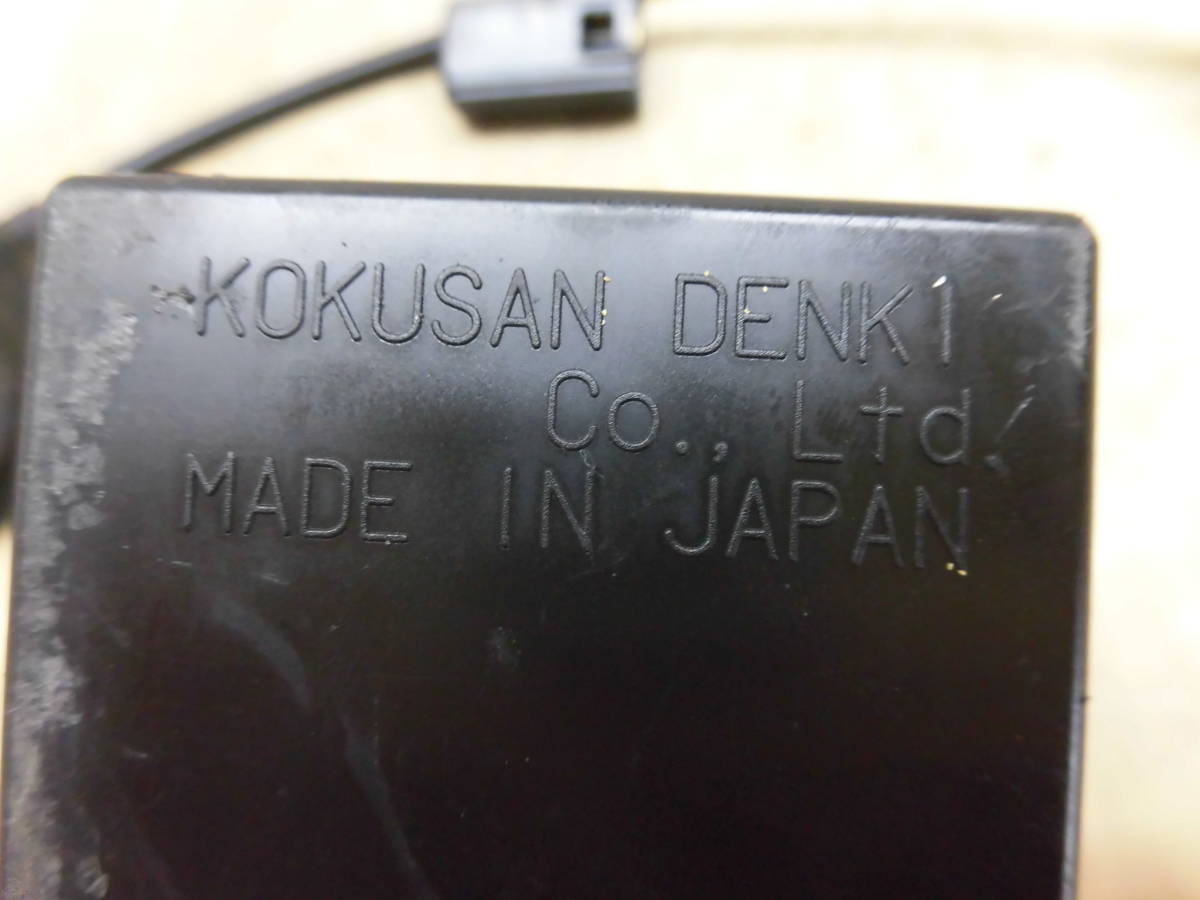 KOKUSAN DENKI
Co., Ltd.
MADE IN JAPAN